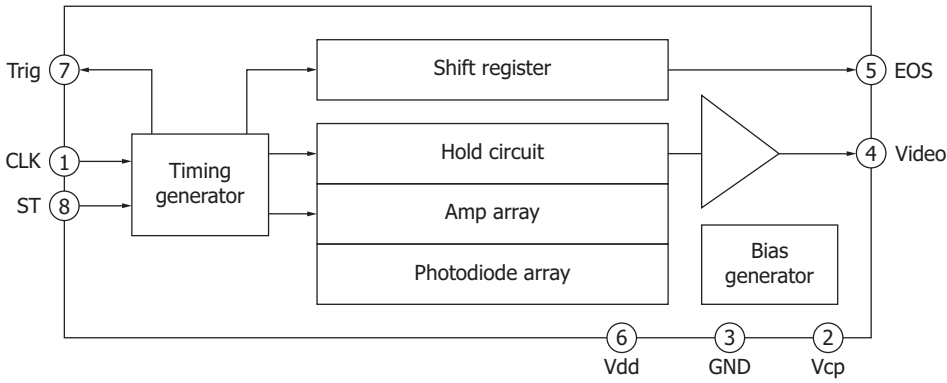 Trig 7
Shift register
5 EOS
CLK 1
Timing
generator
Hold circuit
4 Video
ST 8
Amp array
Photodiode array
Bias
generator
6
Vdd
3
GND
2
Vcp